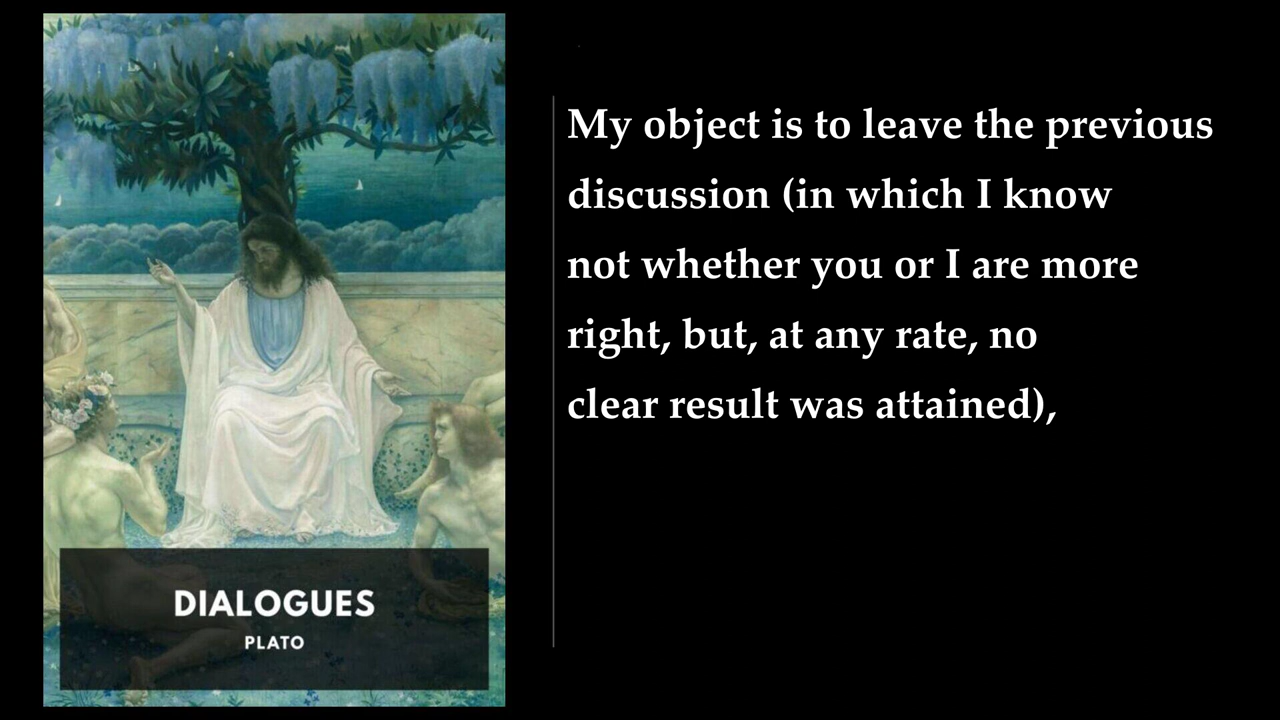 DIALOGUES
PLATO
My object is to leave the previous
discussion (in which I know
not whether you or I are more
right, but, at any rate, no
clear result was attained),